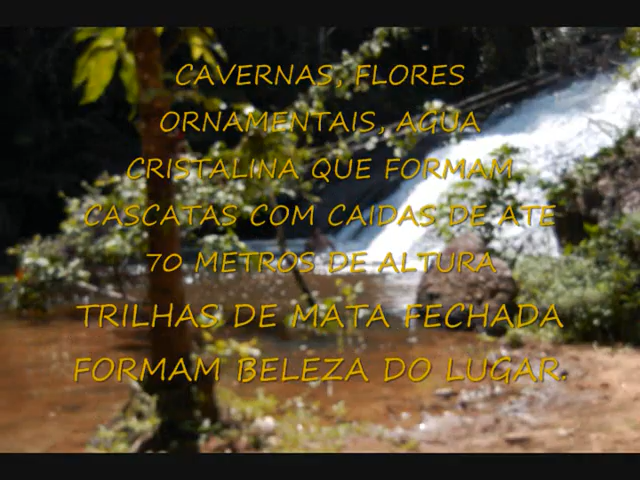 CAVERNAS, FLORES
ORNAMENTAIS, AGUA
CRISTALINA QUE FORMAM
CASCATAS COM CAIDAS DE ATE
70 METROS DE ALTURA
TRILHAS DE MATA FECHADA
FORMAM BELEZA DO LUGAR.